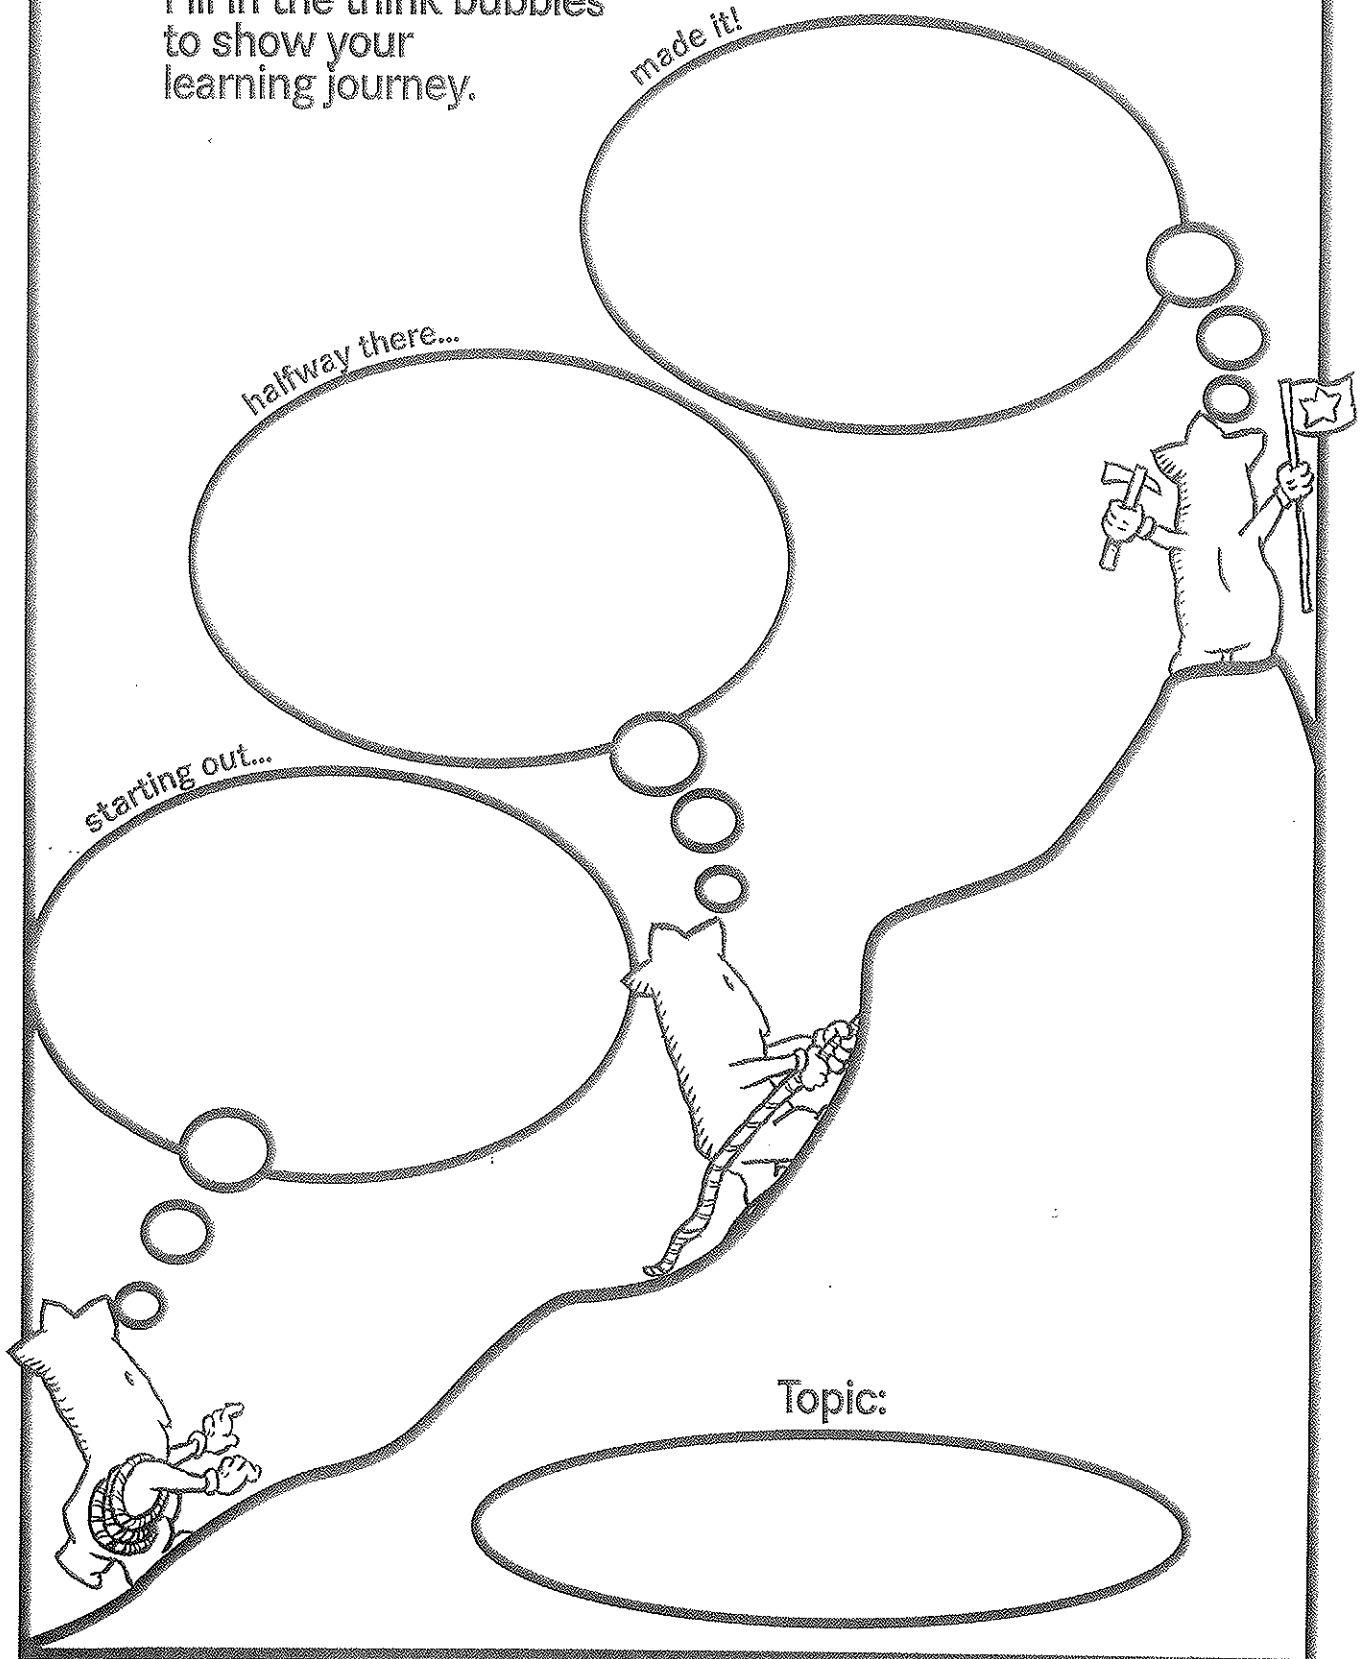 Fill in the think bubbles
to show your
learning journey.
made it!
halfway there...
starting out...
Topic: